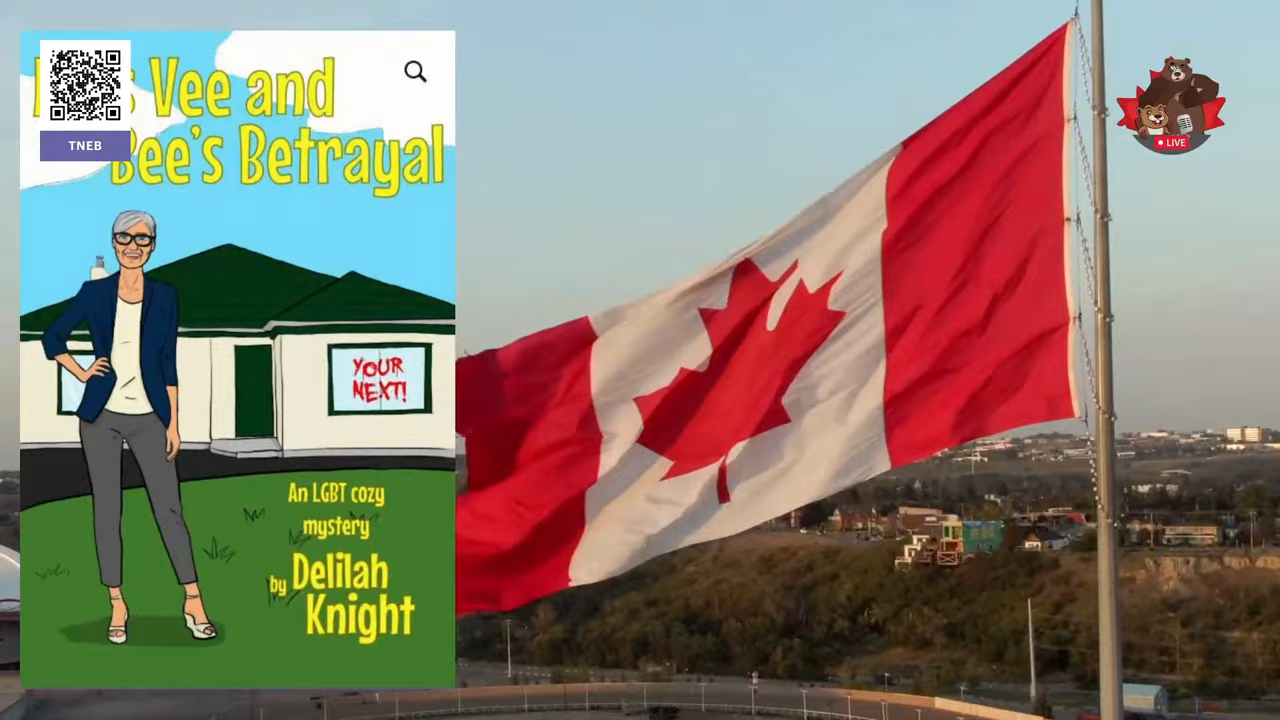 Vee and
Bee's Betrayal
TNEB
LIVE
YOUR
NEXT!
An LGBT cozy
mystery
by Delilah
Knight